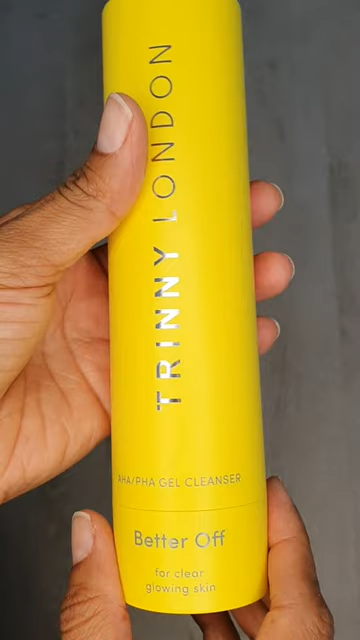 TRINNY LONDON
AHA/PHA GEL CLEANSER
Better Off
for clear
glowing skin